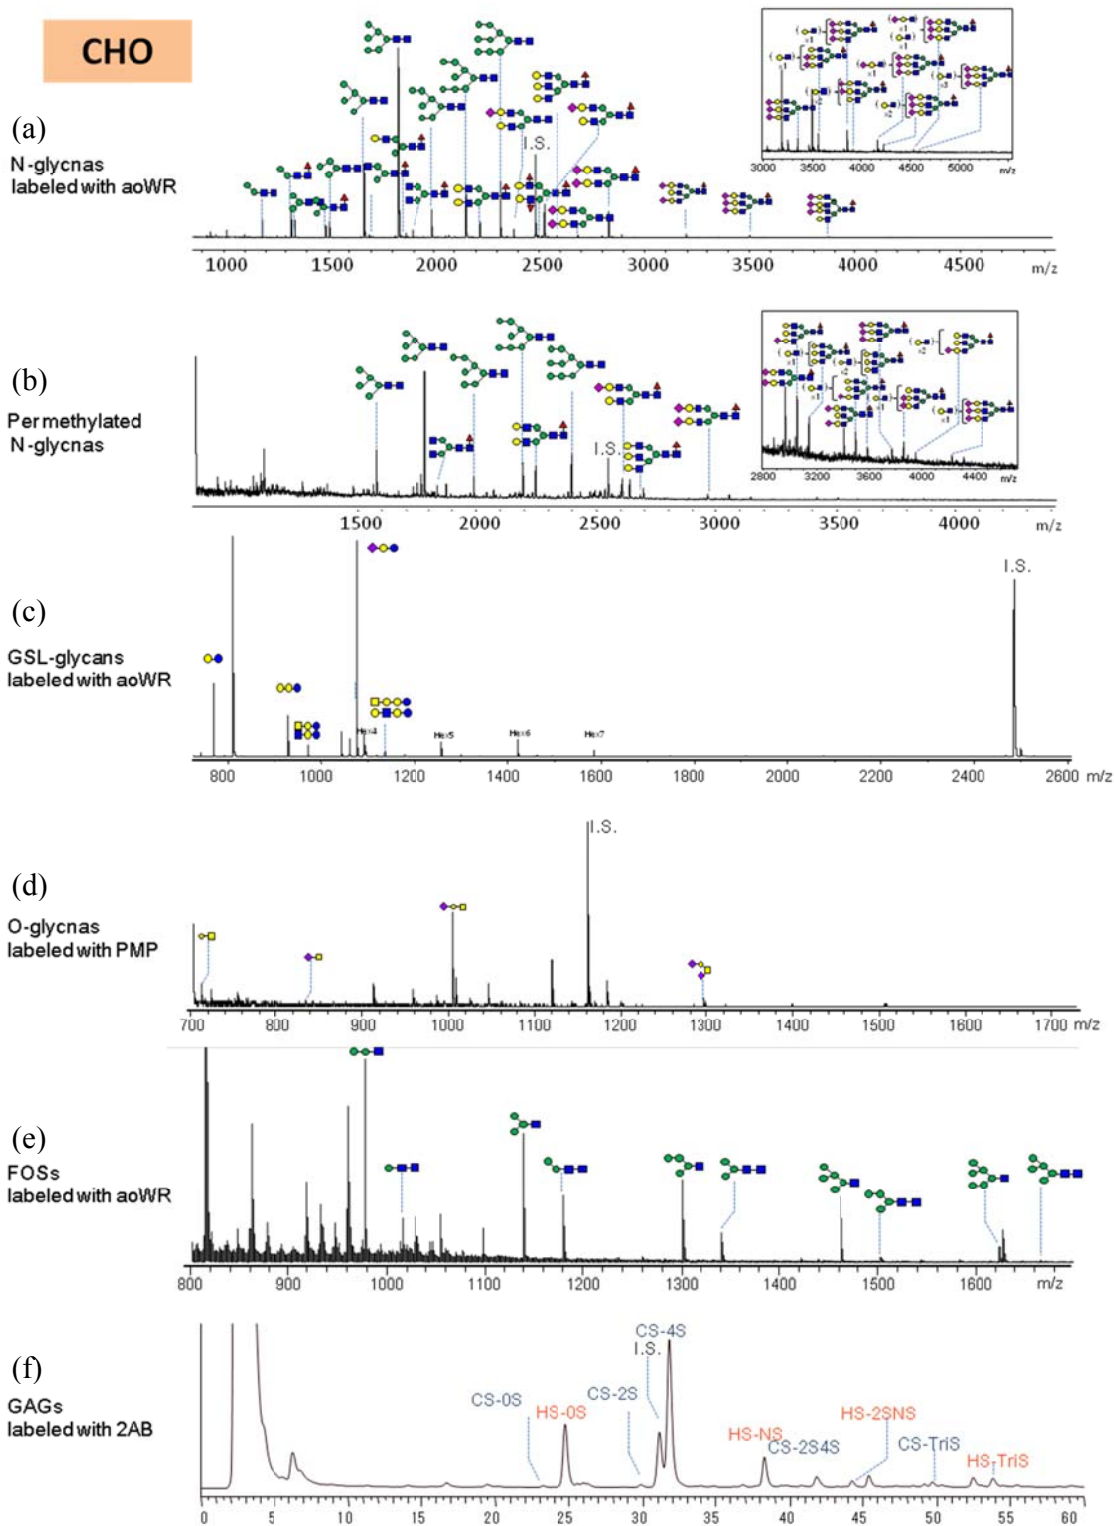 CHO
(a)
N-glycnas
labeled with aoWR
I.S.
1000 1500 2000 2500 3000 3500 4000 4500 m/z
3000 3500 4000 4500 5000
m/z
(b)
Permethylated
N-glycnas
I.S.
1500 2000 2500 3000 3500 4000 m/z
2800 3200 3600 4000 4400
m/z
(c)
GSL-glycans
labeled with aoWR
I.S.
Hex4 Hex5 Hex6 Hex7
800 1000 1200 1400 1600 1800 2000 2200 2400 2600 m/z
(d)
O-glycnas
labeled with PMP
I.S.
700 800 900 1000 1100 1200 1300 1400 1500 1600 1700 m/z
(e)
FOSs
labeled with aoWR
800 900 1000 1100 1200 1300 1400 1500 1600 m/z
(f)
GAGs
labeled with 2AB
CS-0S
HS-0S
CS-2S
I.S.
CS-4S
HS-NS
CS-2S4S
HS-2SNS
CS-TriS
HS-TriS
0 5 10 15 20 25 30 35 40 45 50 55 60